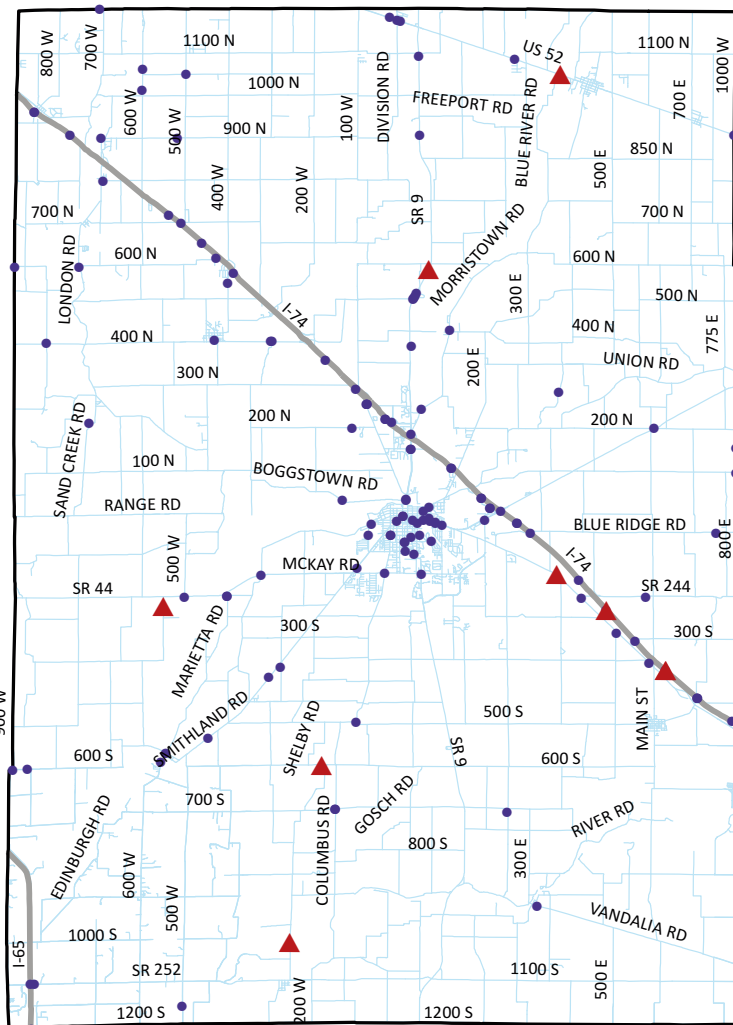 1100 N
US 52
1100 N
800 W
700 W
DIVISION RD
1000 W
1000 N
FREEPORT RD
700 E
600 W
500 W
900 N
100 W
BLUE RIVER RD
850 N
500 E
400 W
200 W
700 N
SR 9
700 N
MORRISTOWN RD
LONDON RD
600 N
600 N
300 E
500 N
I-74
400 N
400 N
775 E
UNION RD
200 E
300 N
SAND CREEK RD
200 N
200 N
100 N
BOGGSTOWN RD
RANGE RD
BLUE RIDGE RD
800 E
500 W
MCKAY RD
I-74
SR 44
SR 244
MARIETTA RD
300 S
300 S
900 W
SHELBY RD
500 S
MAIN ST
SMITHLAND RD
SR 9
600 S
600 S
700 S
GOSCH RD
RIVER RD
EDINBURGH RD
COLUMBUS RD
800 S
300 E
600 W
500 W
VANDALIA RD
1000 S
I-65
SR 252
1100 S
500 E
200 W
1200 S
1200 S